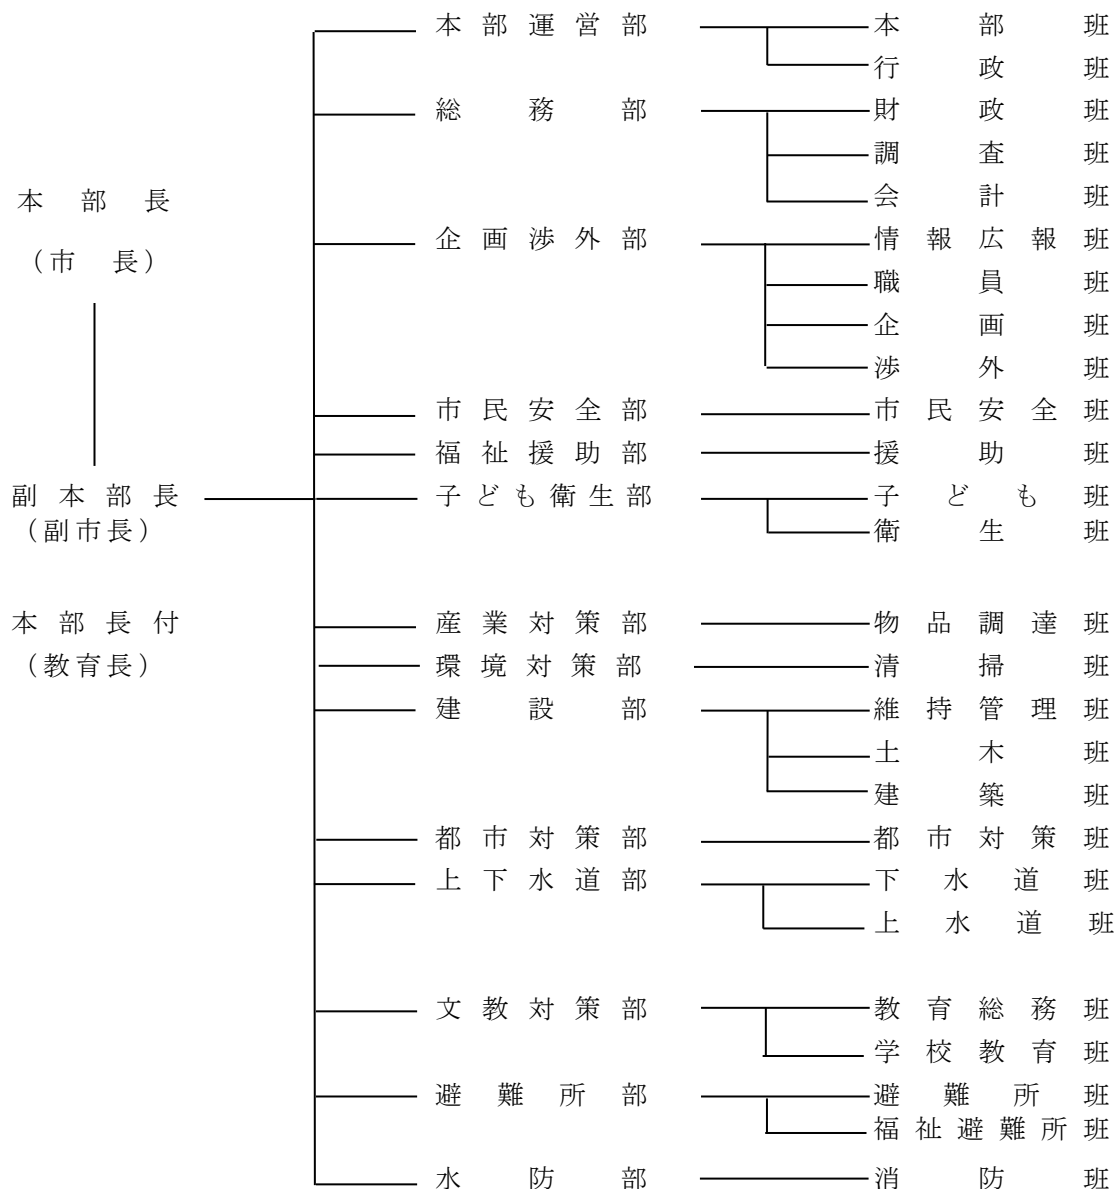 本部運営部 本部班
行政班
総務部 財政班
調査班
会計班
本部長
（市長）
企画渉外部 情報広報班
職員班
企画班
渉外班
市民安全部 市民安全班
福祉援助部 援助班
副本部長 子ども衛生部 子ども班
（副市長） 衛生班
本部長付 産業対策部 物品調達班
（教育長） 環境対策部 清掃班
建設部 維持管理班
土木班
建築班
都市対策部 都市対策班
上下水道部 下水道班
上水道班
文教対策部 教育総務班
学校教育班
避難所部 避難所班
福祉避難所班
水防部 消防班